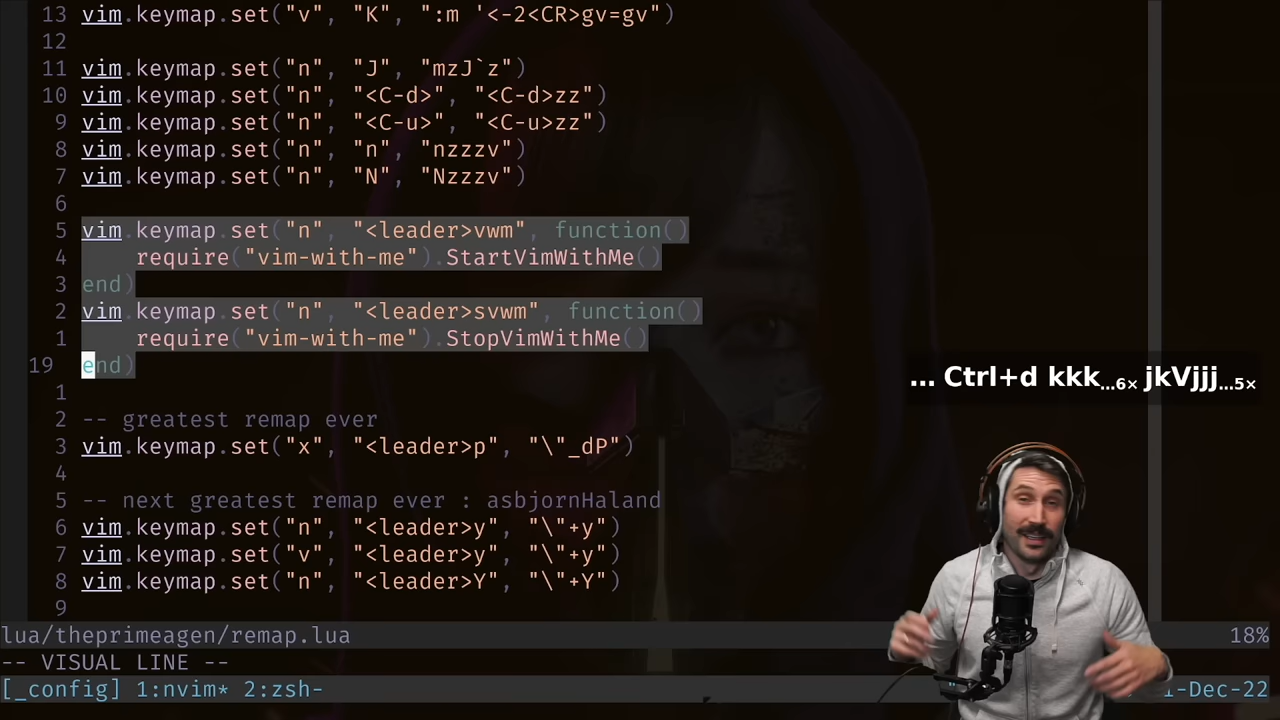 13 vim.keymap.set("v", "K", ":m '<-2<CR>gv=gv")
12
11 vim.keymap.set("n", "J", "mzJ`z")
10 vim.keymap.set("n", "<C-d>", "<C-d>zz")
9 vim.keymap.set("n", "<C-u>", "<C-u>zz")
8 vim.keymap.set("n", "n", "nzzzv")
7 vim.keymap.set("n", "N", "Nzzzv")
6
5 vim.keymap.set("n", "<leader>vwm", function()
4     require("vim-with-me").StartVimWithMe()
3 end)
2 vim.keymap.set("n", "<leader>svwm", function()
1     require("vim-with-me").StopVimWithMe()
19 end)
1
2 -- greatest remap ever
3 vim.keymap.set("x", "<leader>p", "\"_dP")
4
5 -- next greatest remap ever : asbjornHaland
6 vim.keymap.set("n", "<leader>y", "\"+y")
7 vim.keymap.set("v", "<leader>y", "\"+y")
8 vim.keymap.set("n", "<leader>Y", "\"+Y")
9
... Ctrl+d kkk...6× jkVjjj...5×
lua/theprimeagen/remap.lua 18%
-- VISUAL LINE --
[_config] 1:nvim* 2:zsh- -Dec-22